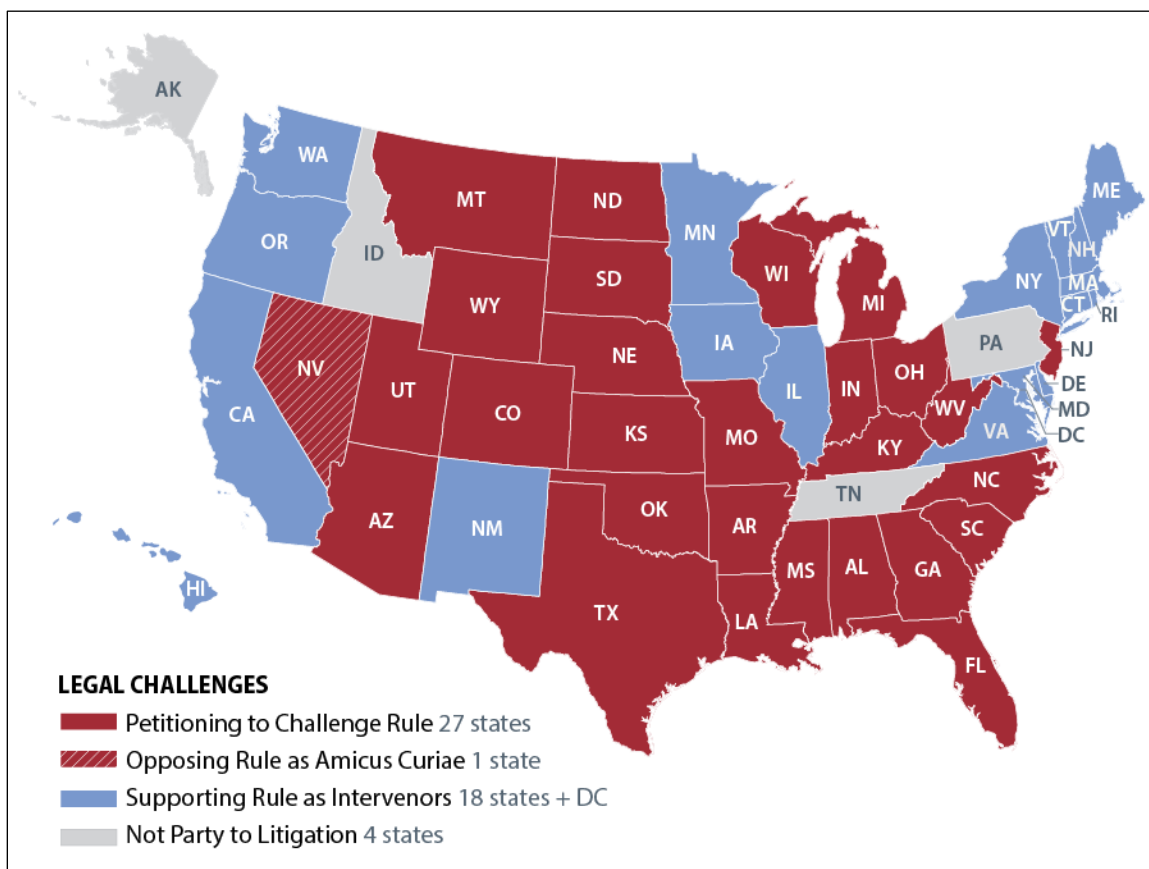 AK
WA
MT
ND
MN
ME
VT
NH
OR
ID
SD
WI
NY
MA
MI
CT
RI
WY
NV
NE
IA
PA
NJ
UT
CO
IL
IN
OH
DE
CA
KS
MO
WV
MD
KY
VA
DC
AZ
NM
OK
AR
TN
NC
SC
MS
AL
GA
HI
TX
LA
FL
LEGAL CHALLENGES
Petitioning to Challenge Rule 27 states
Opposing Rule as Amicus Curiae 1 state
Supporting Rule as Intervenors 18 states + DC
Not Party to Litigation 4 states